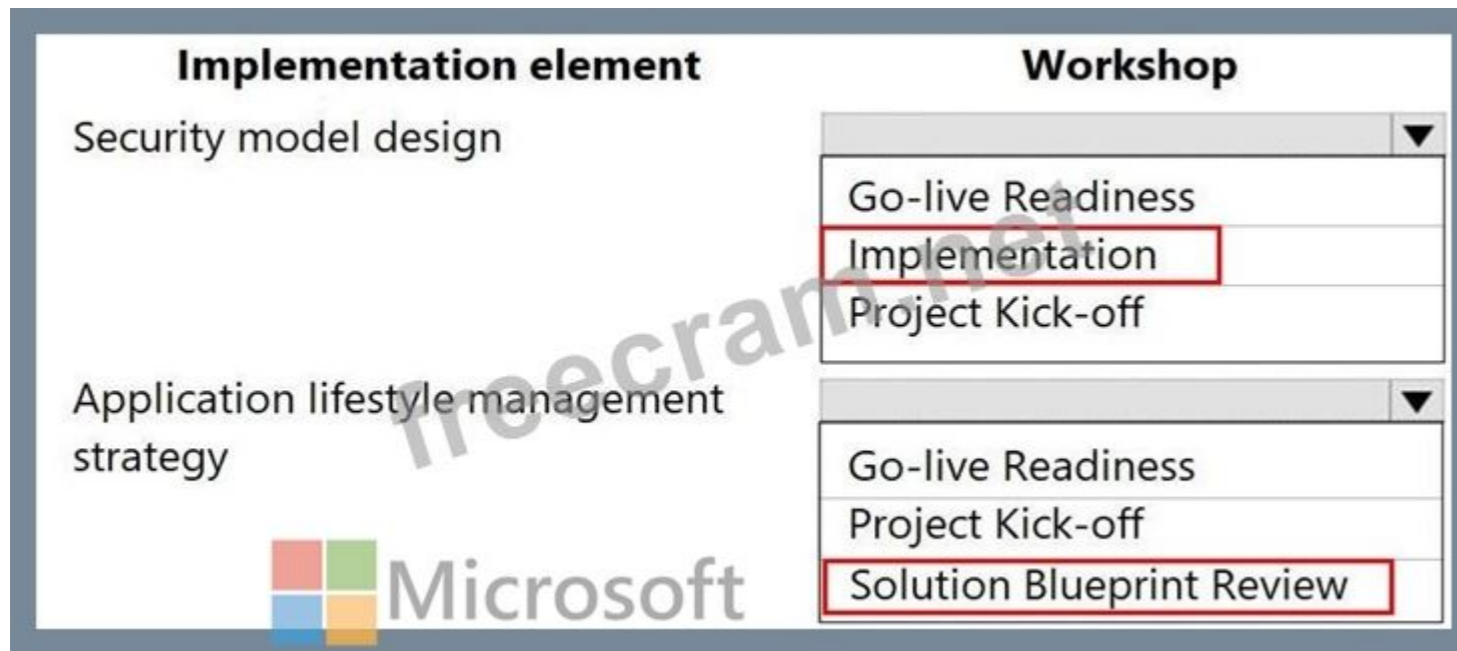 Implementation element Workshop
Security model design
Go-live Readiness
Implementation
Project Kick-off
Application lifestyle management
strategy
Go-live Readiness
Project Kick-off
Solution Blueprint Review
freecram.net
Microsoft